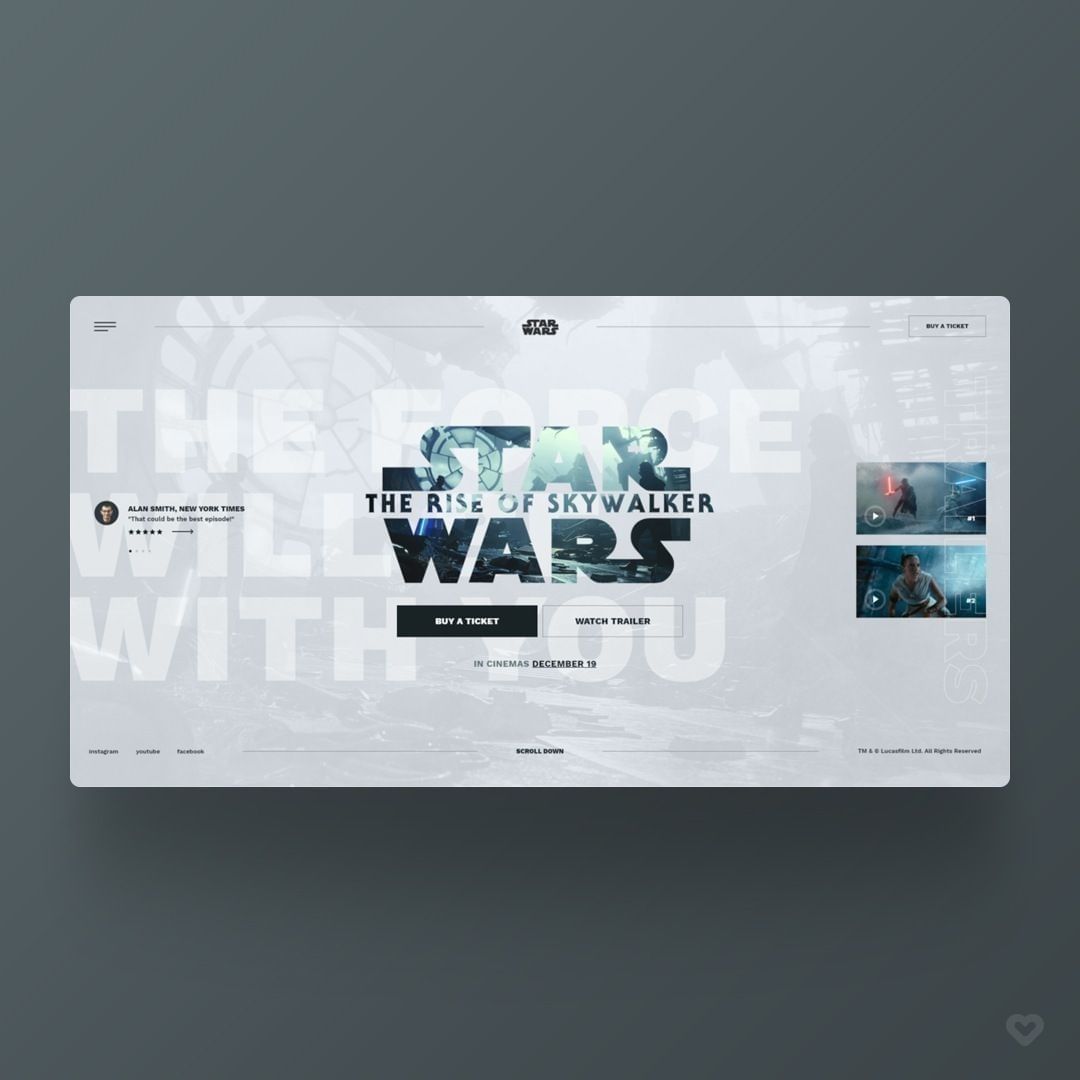 STAR
WARS
BUY A TICKET
THE FORCE
WILL
WITH YOU
STAR
THE RISE OF SKYWALKER
WARS
ALAN SMITH, NEW YORK TIMES
"That could be the best episode!"
TRAILERS
#1
#2
BUY A TICKET
WATCH TRAILER
IN CINEMAS DECEMBER 19
instagram
youtube
facebook
SCROLL DOWN
TM & © Lucasfilm Ltd. All Rights Reserved